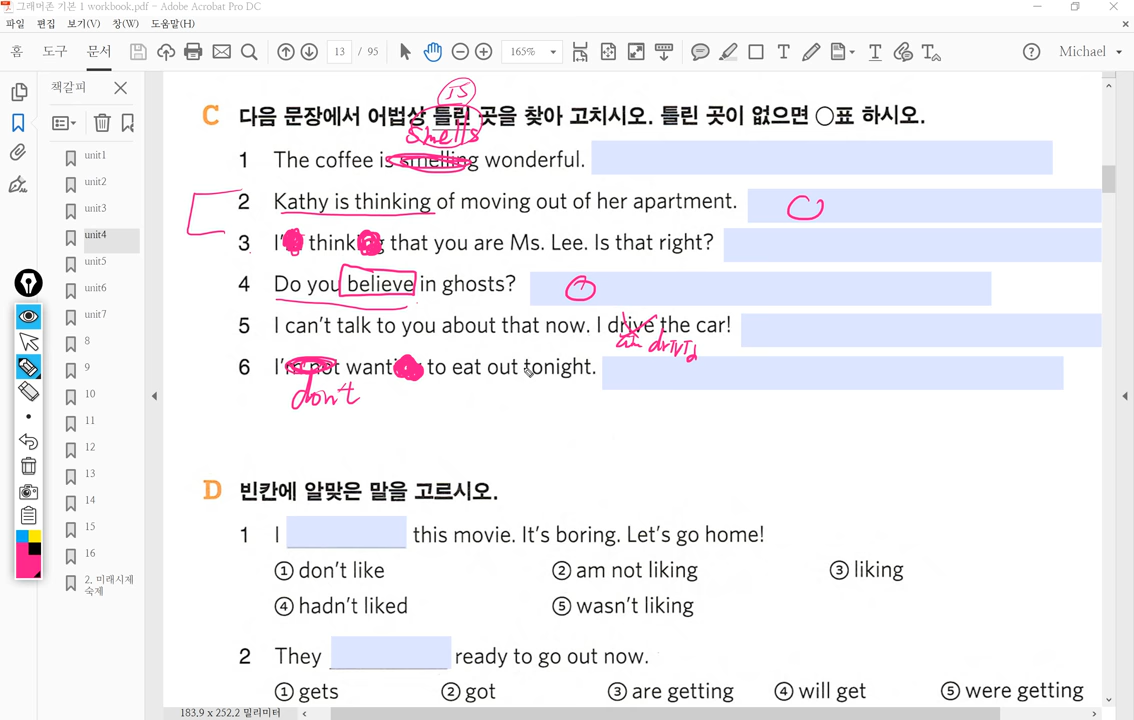 그래머존 기본 1 workbook.pdf - Adobe Acrobat Pro DC
파일 편집 보기(V) 창(W) 도움말(H)
홈 도구 문서 13 / 95 165% Michael
책갈피
unit1
unit2
unit3
unit4
unit5
unit6
unit7
8
9
10
11
12
13
14
15
16
2. 미래시제
숙제
IS
C 다음 문장에서 어법상 틀린 곳을 찾아 고치시오. 틀린 곳이 없으면 ○표 하시오.
smells
1 The coffee is smelling wonderful.
2 Kathy is thinking of moving out of her apartment.
3 I' think that you are Ms. Lee. Is that right?
4 Do you believe in ghosts?
5 I can't talk to you about that now. I drive the car!
6 I'm not want to eat out tonight.
don't
D 빈칸에 알맞은 말을 고르시오.
1 I this movie. It's boring. Let's go home!
① don't like ② am not liking ③ liking
④ hadn't liked ⑤ wasn't liking
2 They ready to go out now.
① gets ② got ③ are getting ④ will get ⑤ were getting
183,9 x 252,2 밀리미터